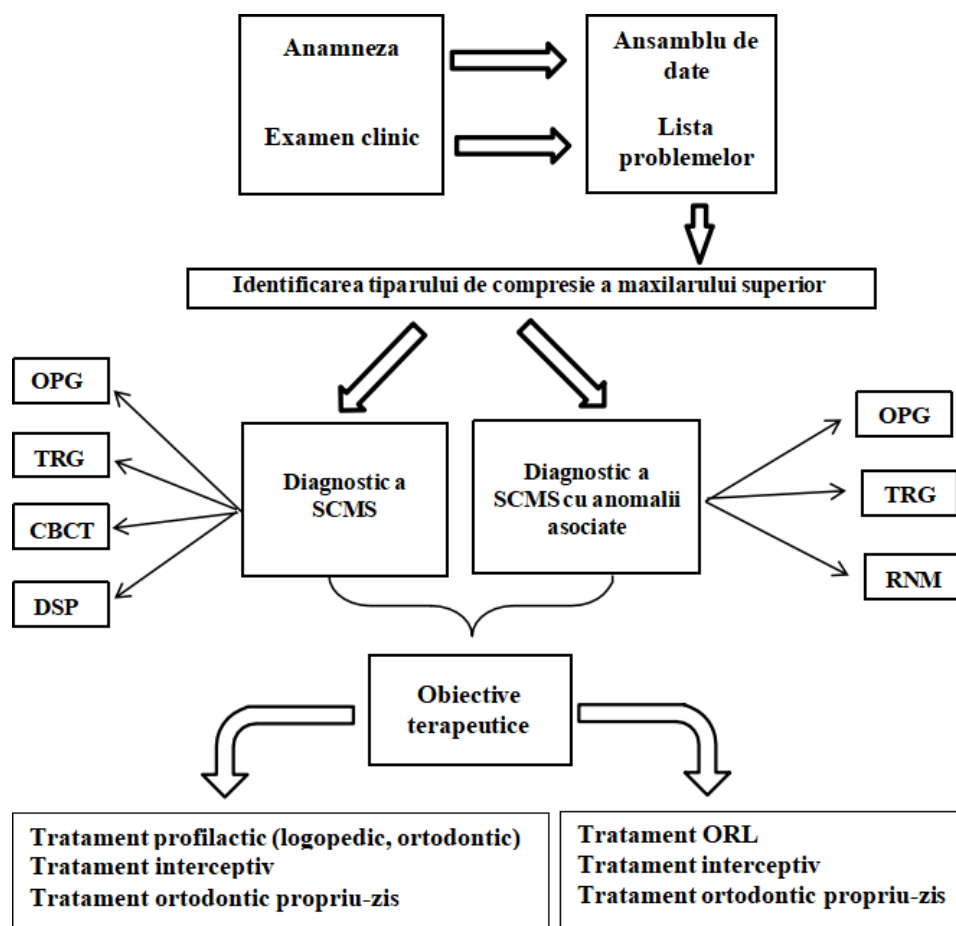 Anamneza
Examen clinic
Ansamblu de
date
Lista
problemelor
Identificarea tiparului de compresie a maxilarului superior
OPG
TRG
CBCT
DSP
Diagnostic a
SCMS
Diagnostic a
SCMS cu anomalii
asociate
OPG
TRG
RNM
Obiective
terapeutice
Tratament profilactic (logopedic, ortodontic)
Tratament interceptiv
Tratament ortodontic propriu-zis
Tratament ORL
Tratament interceptiv
Tratament ortodontic propriu-zis